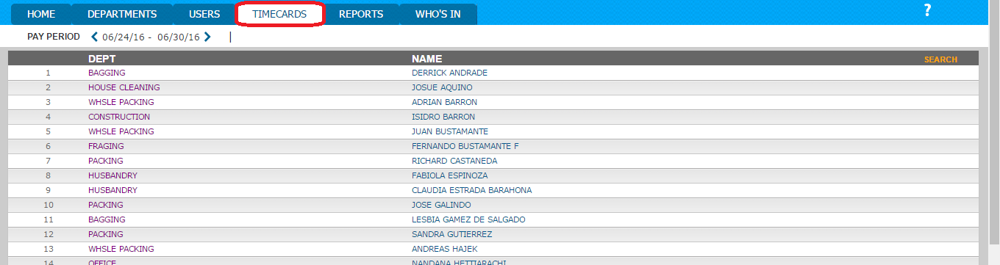 HOME DEPARTMENTS USERS TIMECARDS REPORTS WHO'S IN ?
PAY PERIOD 06/24/16 - 06/30/16 |
DEPT NAME SEARCH
1 BAGGING DERRICK ANDRADE
2 HOUSE CLEANING JOSUE AQUINO
3 WHSLE PACKING ADRIAN BARRON
4 CONSTRUCTION ISIDRO BARRON
5 WHSLE PACKING JUAN BUSTAMANTE
6 FRAGING FERNANDO BUSTAMANTE F
7 PACKING RICHARD CASTANEDA
8 HUSBANDRY FABIOLA ESPINOZA
9 HUSBANDRY CLAUDIA ESTRADA BARAHONA
10 PACKING JOSE GALINDO
11 BAGGING LESBIA GAMEZ DE SALGADO
12 PACKING SANDRA GUTIERREZ
13 WHSLE PACKING ANDREAS HAJEK
14 OFFICE NANDANA HETTIARACHI